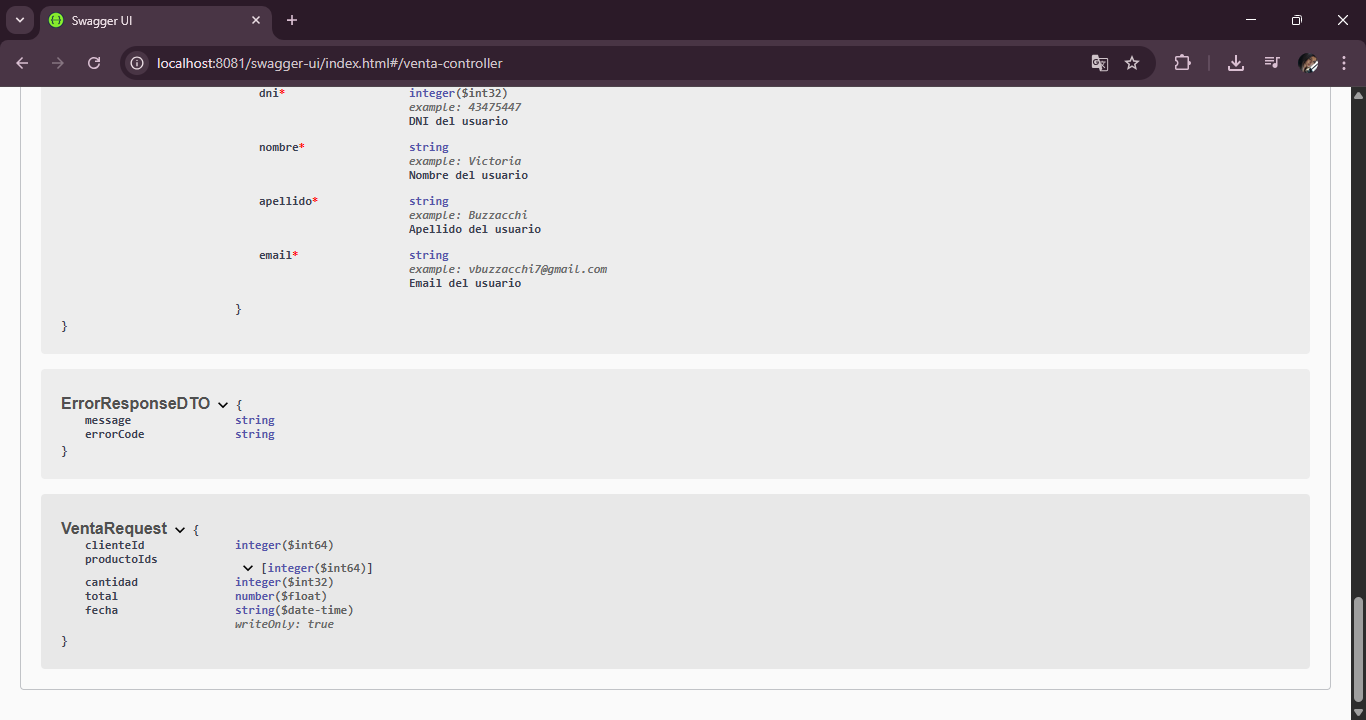 Swagger UI
localhost:8081/swagger-ui/index.html#/venta-controller
dni* integer($int32)
example: 43475447
DNI del usuario
nombre* string
example: Victoria
Nombre del usuario
apellido* string
example: Buzzacchi
Apellido del usuario
email* string
example: vbuzzacchi7@gmail.com
Email del usuario
}
}
ErrorResponseDTO {
message string
errorCode string
}
VentaRequest {
clienteId integer($int64)
productoIds
[integer($int64)]
cantidad integer($int32)
total number($float)
fecha string($date-time)
writeOnly: true
}